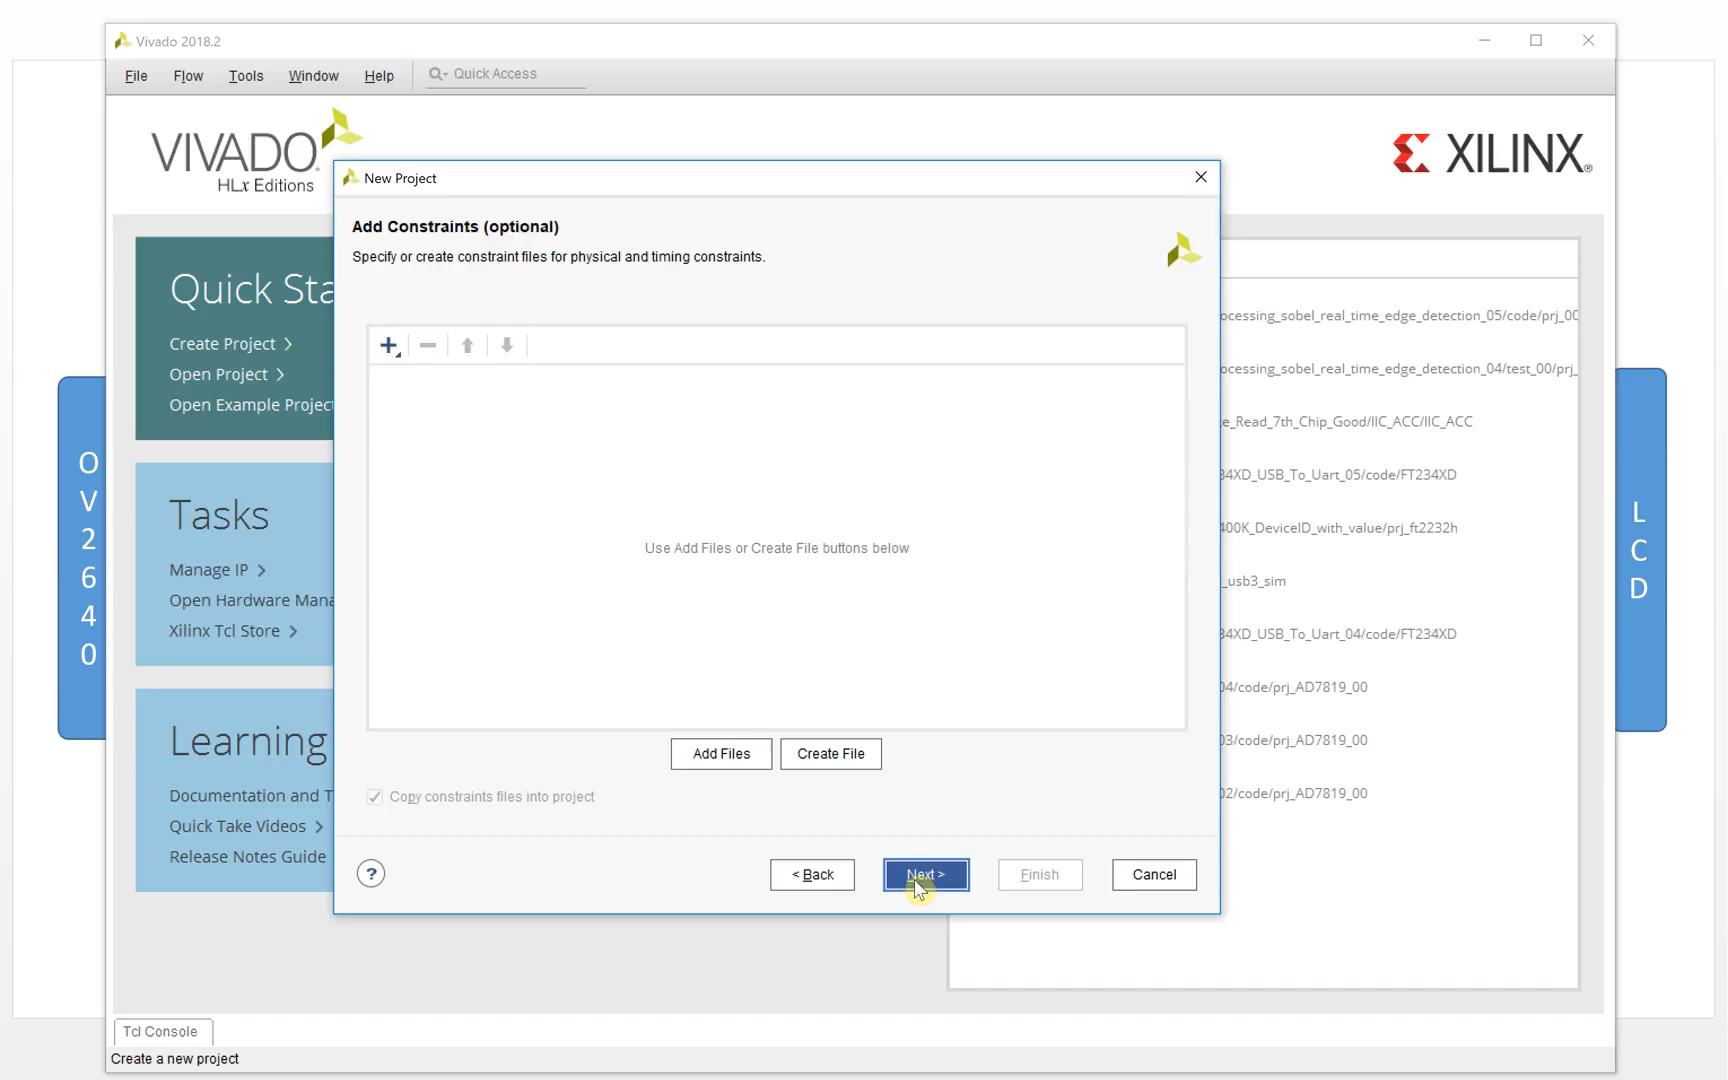 Vivado 2018.2
File Flow Tools Window Help Quick Access
VIVADO
HLx Editions
XILINX
New Project
Add Constraints (optional)
Specify or create constraint files for physical and timing constraints.
Quick Sta
Create Project
Open Project
Open Example Project
Tasks
Manage IP
Open Hardware Mana
Xilinx Tcl Store
Learning
Documentation and T
Quick Take Videos
Release Notes Guide
Use Add Files or Create File buttons below
Add Files Create File
Copy constraints files into project
? < Back Next > Finish Cancel
ocessing_sobel_real_time_edge_detection_05/code/prj_00
ocessing_sobel_real_time_edge_detection_04/test_00/prj_
e_Read_7th_Chip_Good/IIC_ACC/IIC_ACC
34XD_USB_To_Uart_05/code/FT234XD
400K_DeviceID_with_value/prj_ft2232h
_usb3_sim
34XD_USB_To_Uart_04/code/FT234XD
04/code/prj_AD7819_00
03/code/prj_AD7819_00
02/code/prj_AD7819_00
O
V
2
6
4
0
L
C
D
Tcl Console
Create a new project